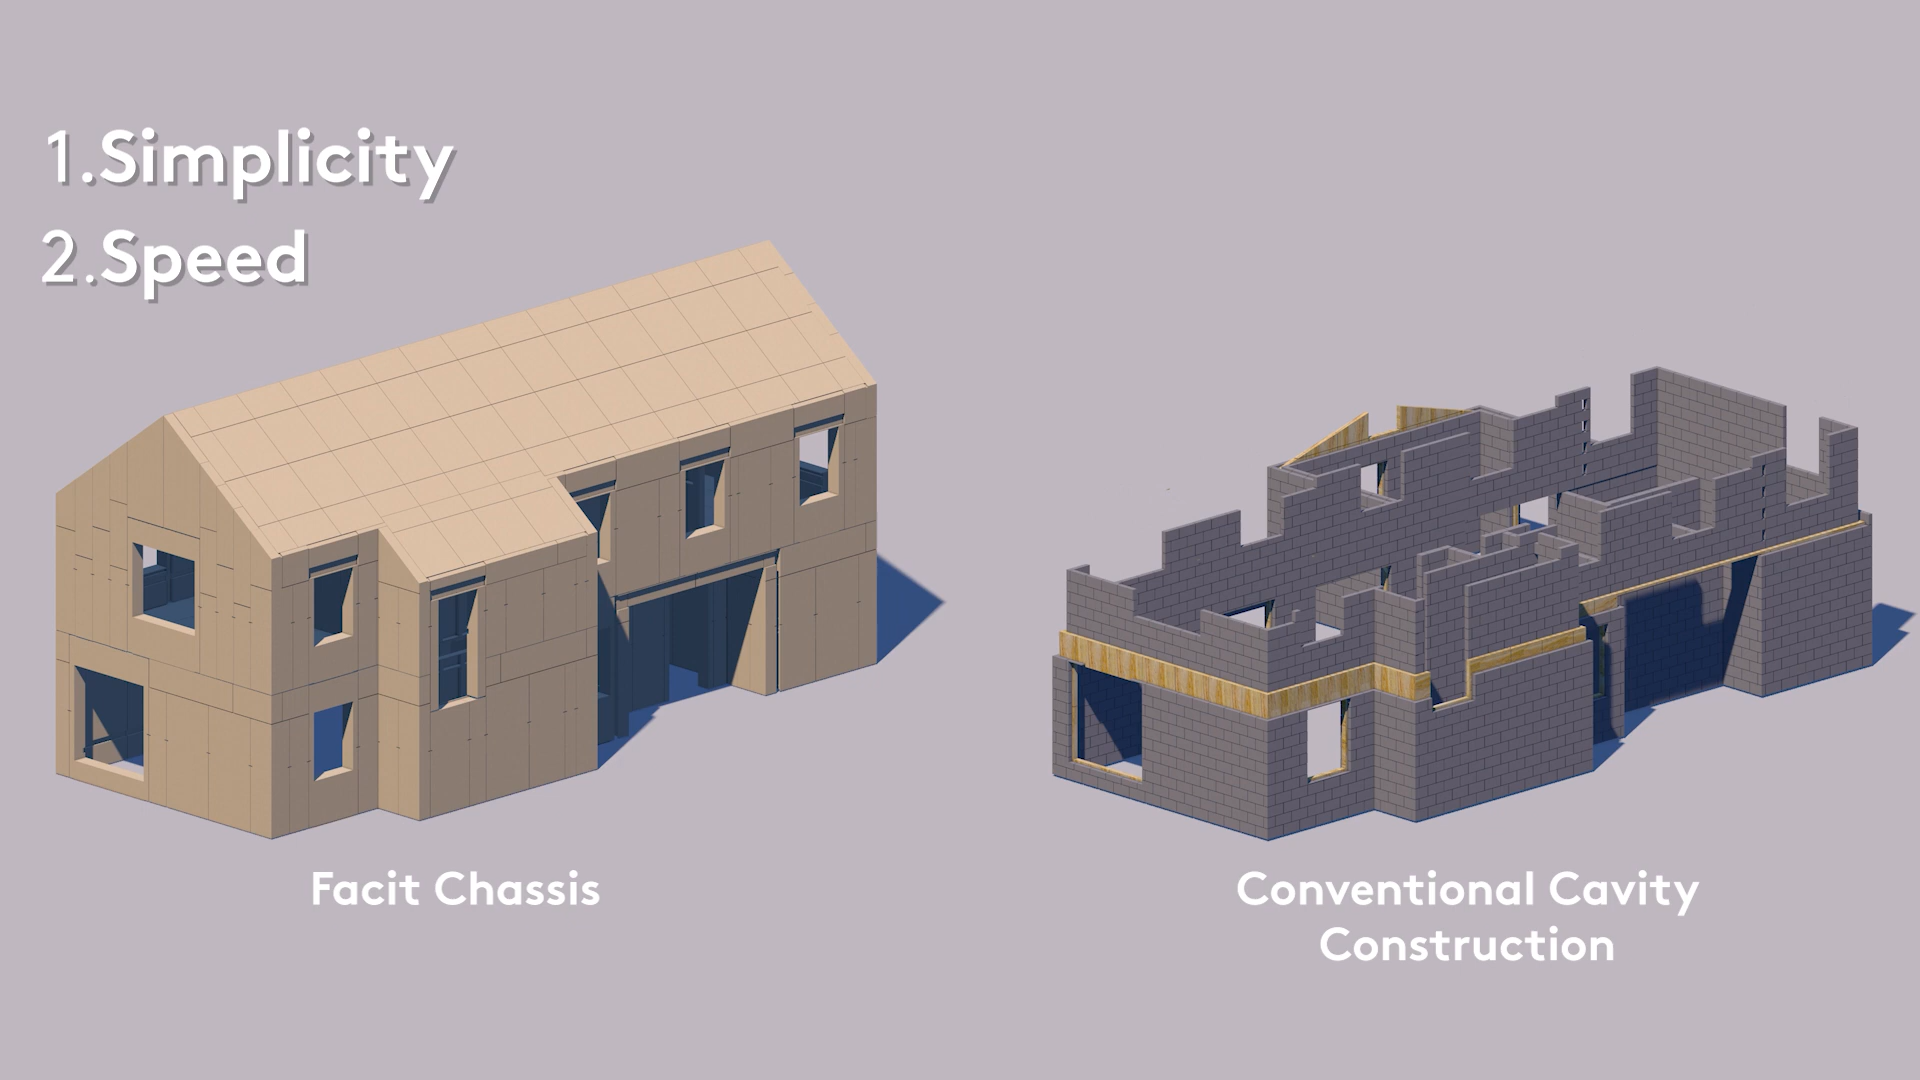 1.Simplicity
2.Speed
Facit Chassis
Conventional Cavity
Construction